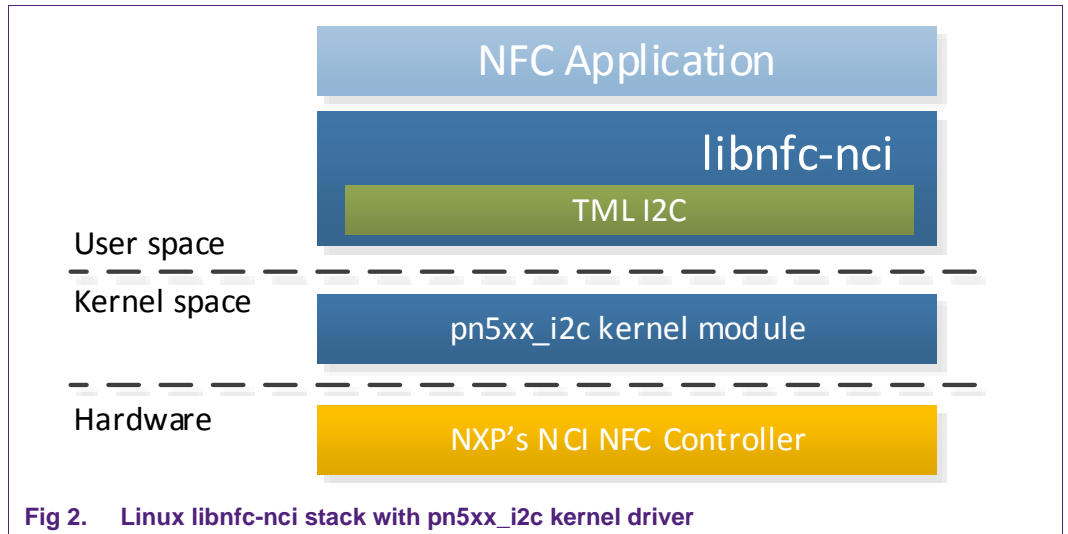 NFC Application
libnfc-nci
TML I2C
User space
Kernel space
pn5xx_i2c kernel module
Hardware
NXP’s NCI NFC Controller
Fig 2. Linux libnfc-nci stack with pn5xx_i2c kernel driver